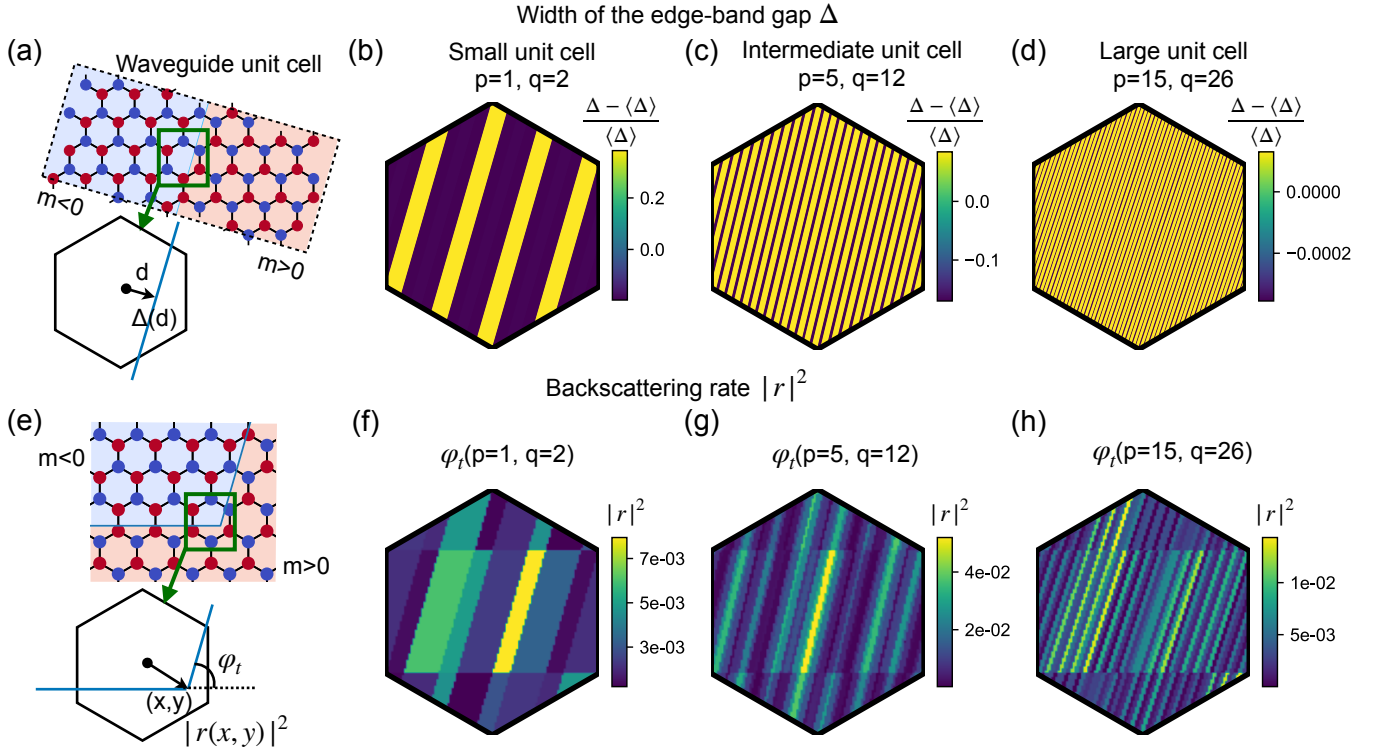 Width of the edge-band gap Δ
(a)
Waveguide unit cell
m<0
m>0
d
Δ(d)
(b)
Small unit cell
p=1, q=2
Δ − ⟨Δ⟩
⟨Δ⟩
0.2
0.0
(c)
Intermediate unit cell
p=5, q=12
Δ − ⟨Δ⟩
⟨Δ⟩
0.0
−0.1
(d)
Large unit cell
p=15, q=26
Δ − ⟨Δ⟩
⟨Δ⟩
0.0000
−0.0002
Backscattering rate |r|²
(e)
m<0
m>0
φₜ
(x,y)
|r(x, y)|²
(f)
φₜ(p=1, q=2)
|r|²
7e-03
5e-03
3e-03
(g)
φₜ(p=5, q=12)
|r|²
4e-02
2e-02
(h)
φₜ(p=15, q=26)
|r|²
1e-02
5e-03